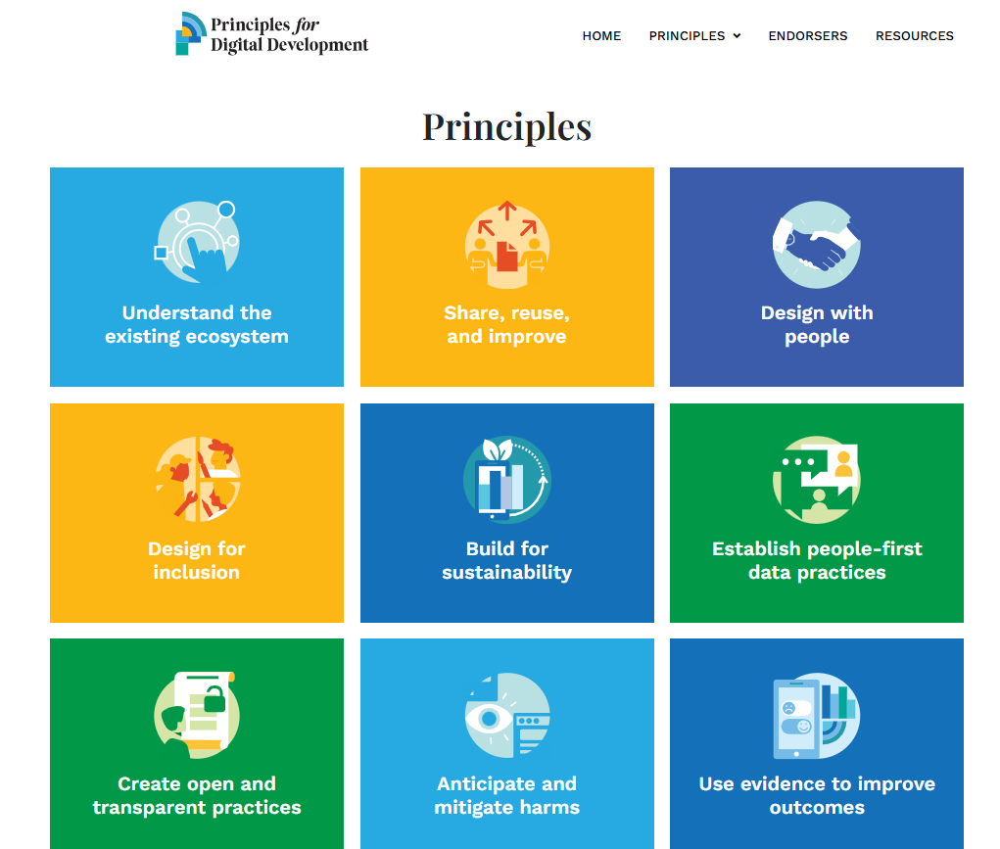 Principles for
Digital Development
HOME PRINCIPLES ENDORSERS RESOURCES
Principles
Understand the
existing ecosystem
Share, reuse,
and improve
Design with
people
Design for
inclusion
Build for
sustainability
Establish people-first
data practices
Create open and
transparent practices
Anticipate and
mitigate harms
Use evidence to improve
outcomes